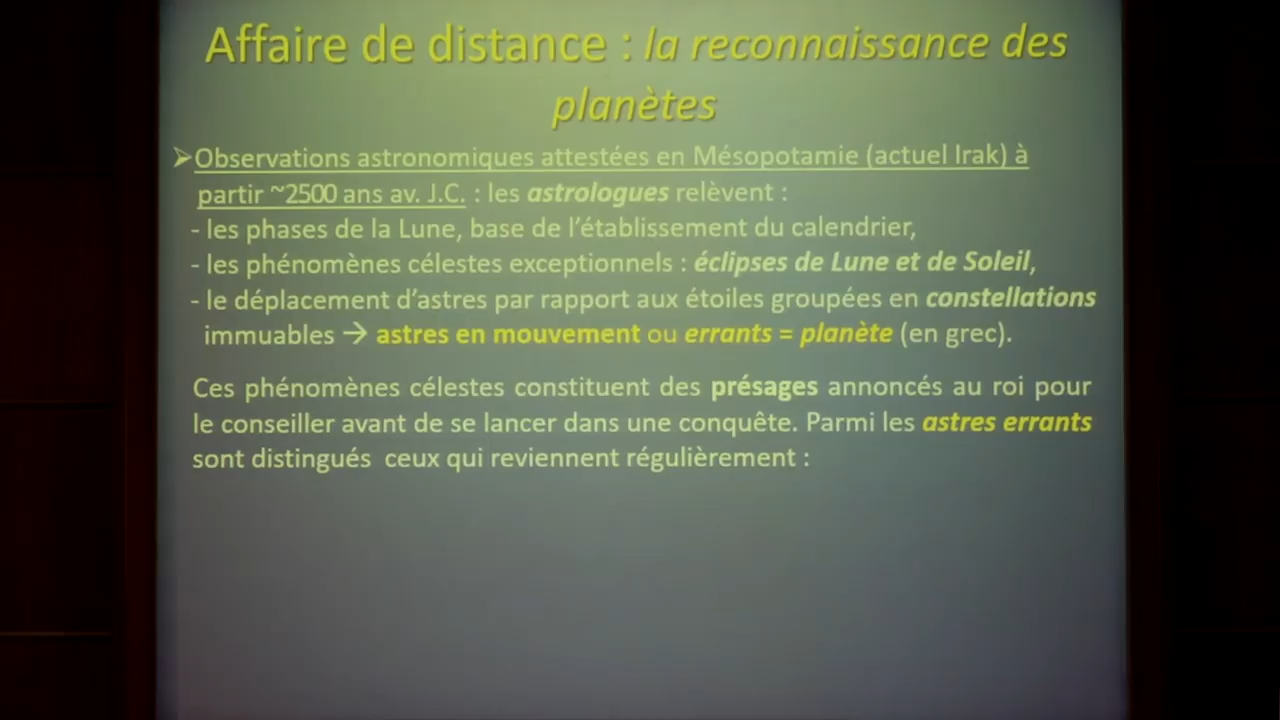 Affaire de distance : la reconnaissance des
planètes
➢Observations astronomiques attestées en Mésopotamie (actuel Irak) à
partir ~2500 ans av. J.C. : les astrologues relèvent :
- les phases de la Lune, base de l’établissement du calendrier,
- les phénomènes célestes exceptionnels : éclipses de Lune et de Soleil,
- le déplacement d’astres par rapport aux étoiles groupées en constellations
immuables → astres en mouvement ou errants = planète (en grec).
Ces phénomènes célestes constituent des présages annoncés au roi pour
le conseiller avant de se lancer dans une conquête. Parmi les astres errants
sont distingués ceux qui reviennent régulièrement :